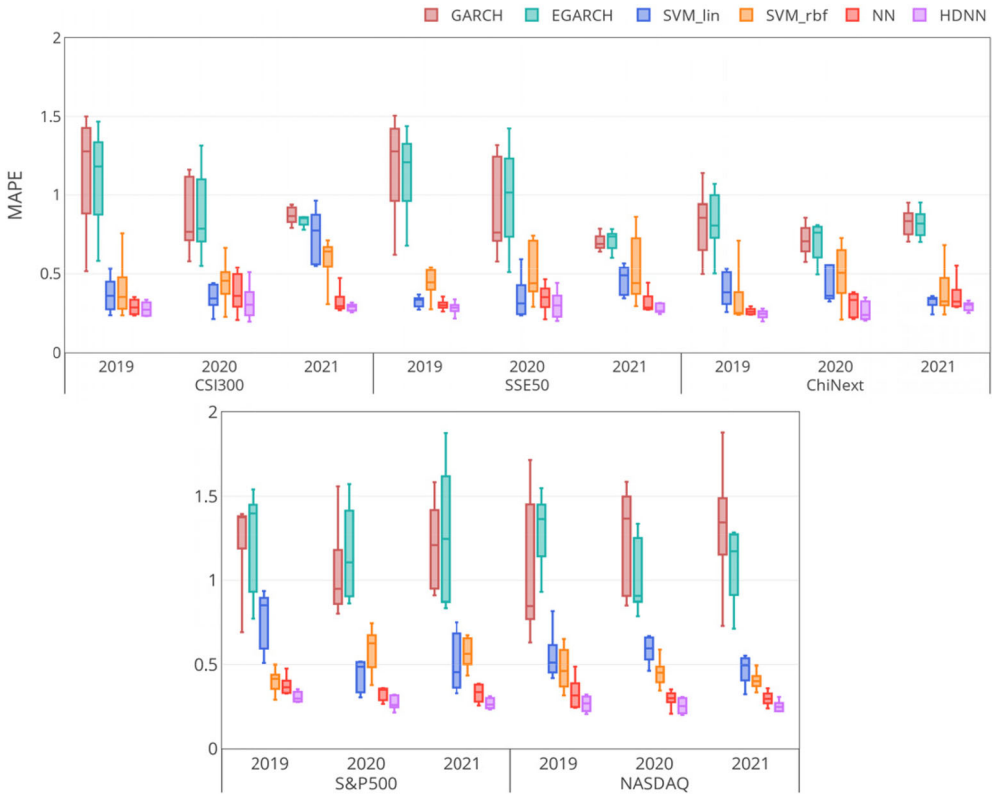 GARCH EGARCH SVM_lin SVM_rbf NN HDNN
2
1.5
1
0.5
0
MAPE
2019 2020 2021 2019 2020 2021 2019 2020 2021
CSI300 SSE50 ChiNext
2
1.5
1
0.5
0
2019 2020 2021 2019 2020 2021
S&P500 NASDAQ